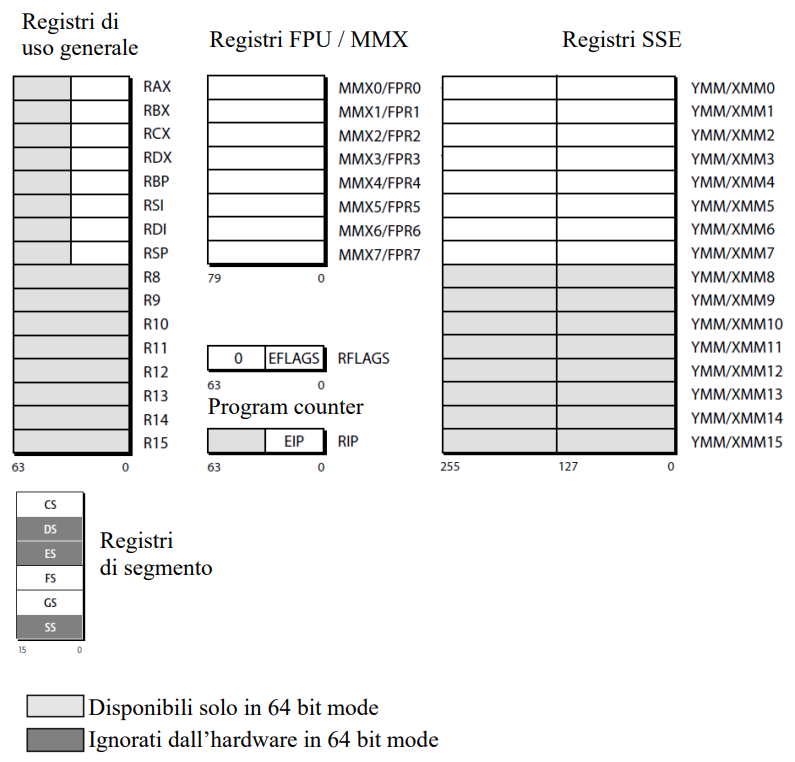 Registri di
uso generale
RAX
RBX
RCX
RDX
RBP
RSI
RDI
RSP
R8
R9
R10
R11
R12
R13
R14
R15
63 0
Registri FPU / MMX
MMX0/FPR0
MMX1/FPR1
MMX2/FPR2
MMX3/FPR3
MMX4/FPR4
MMX5/FPR5
MMX6/FPR6
MMX7/FPR7
79 0
0 EFLAGS RFLAGS
63 0
Program counter
EIP RIP
63 0
Registri SSE
YMM/XMM0
YMM/XMM1
YMM/XMM2
YMM/XMM3
YMM/XMM4
YMM/XMM5
YMM/XMM6
YMM/XMM7
YMM/XMM8
YMM/XMM9
YMM/XMM10
YMM/XMM11
YMM/XMM12
YMM/XMM13
YMM/XMM14
YMM/XMM15
255 127 0
CS
DS
ES
FS
GS
SS
15 0
Registri
di segmento
Disponibili solo in 64 bit mode
Ignorati dall’hardware in 64 bit mode